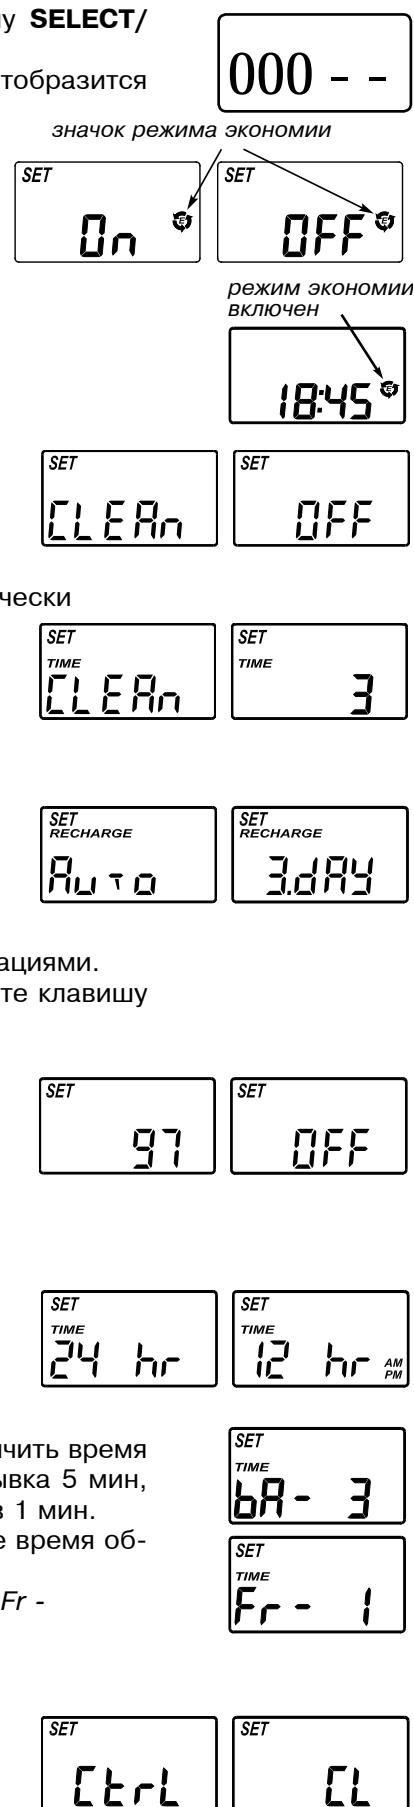 у SELECT/
000 - -
тобразится
значок режима экономии
SET SET
On E OFF E
режим экономии
включен
18:45 E
SET SET
CLEAn OFF
чески
SET SET
TIME TIME
CLEAn 3
SET SET
RECHARGE RECHARGE
Auto 3.dAY
ациями.
те клавишу
SET SET
97 OFF
SET SET
TIME TIME
24 hr 12 hr AM
PM
чить время
ывка 5 мин,
в 1 мин.
е время об-
Fr -
SET
TIME
bA- 3
SET
TIME
Fr- 1
SET SET
CtrL CL